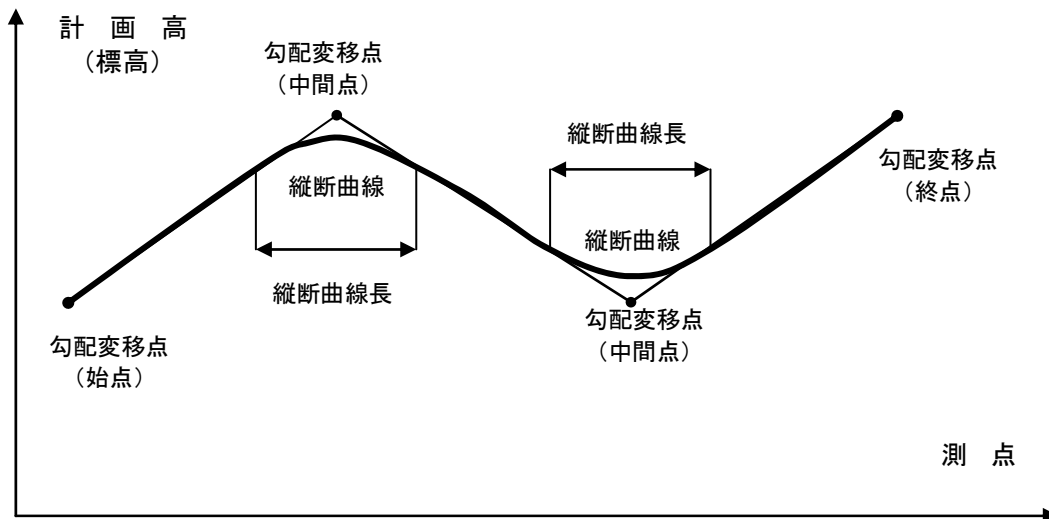 計 画 高
（標高）
勾配変移点
（中間点）
縦断曲線長
勾配変移点
（終点）
縦断曲線
縦断曲線
縦断曲線長
勾配変移点
（中間点）
勾配変移点
（始点）
測 点